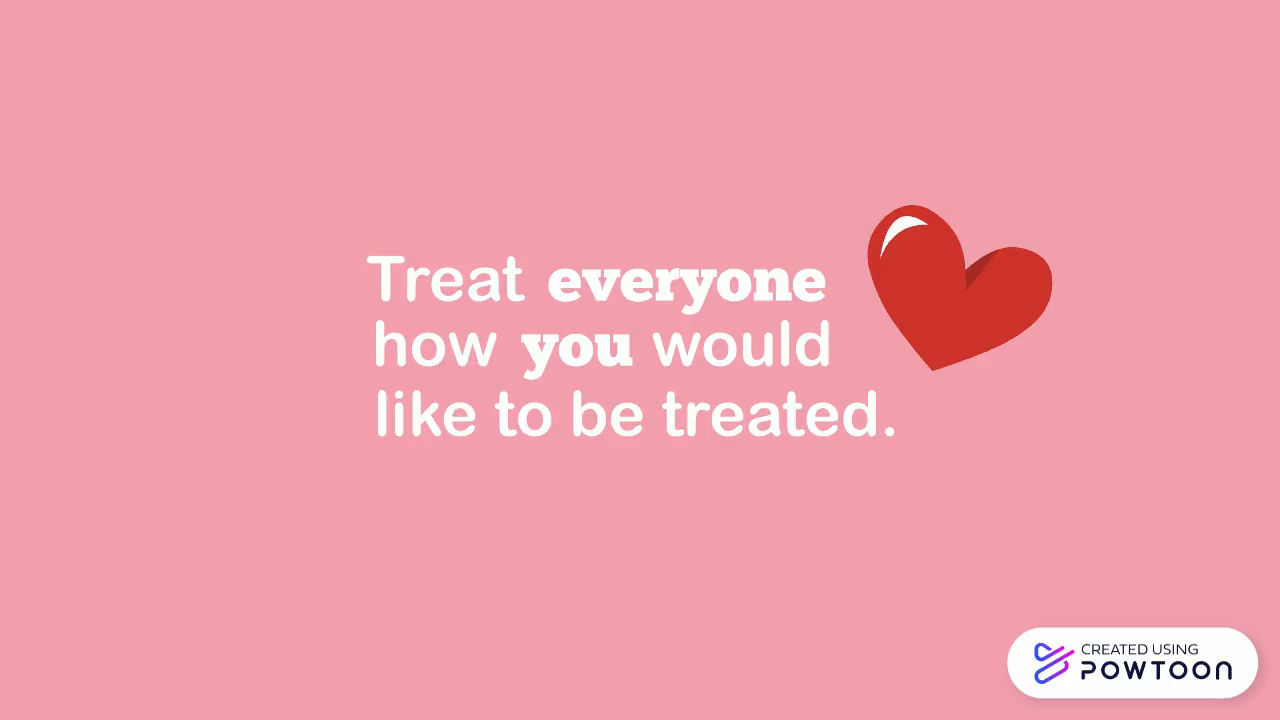 Treat everyone
how you would
like to be treated.
CREATED USING
POWTOON